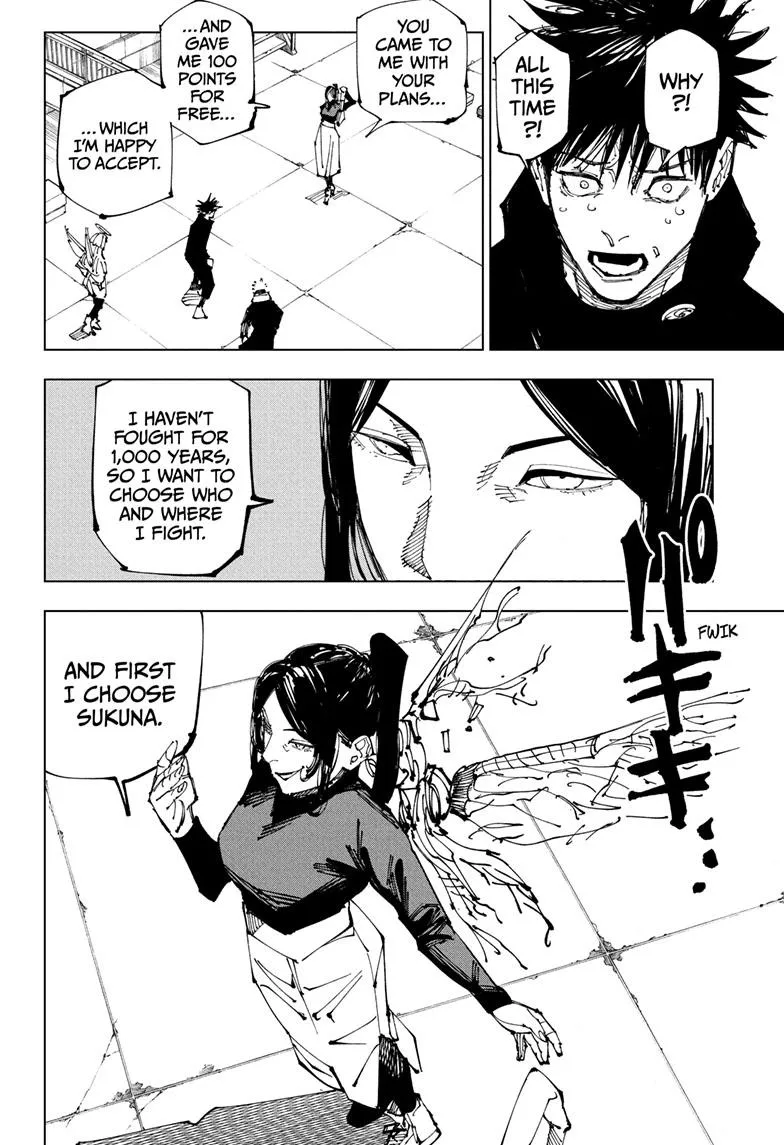 WHY
?!
ALL
THIS
TIME
?!
YOU
CAME TO
ME WITH
YOUR
PLANS...
...AND
GAVE
ME 100
POINTS
FOR
FREE...
...WHICH
I'M HAPPY
TO ACCEPT.
I HAVEN'T
FOUGHT FOR
1,000 YEARS,
SO I WANT TO
CHOOSE WHO
AND WHERE
I FIGHT.
パキキ…
FWIK
AND FIRST
I CHOOSE
SUKUNA.